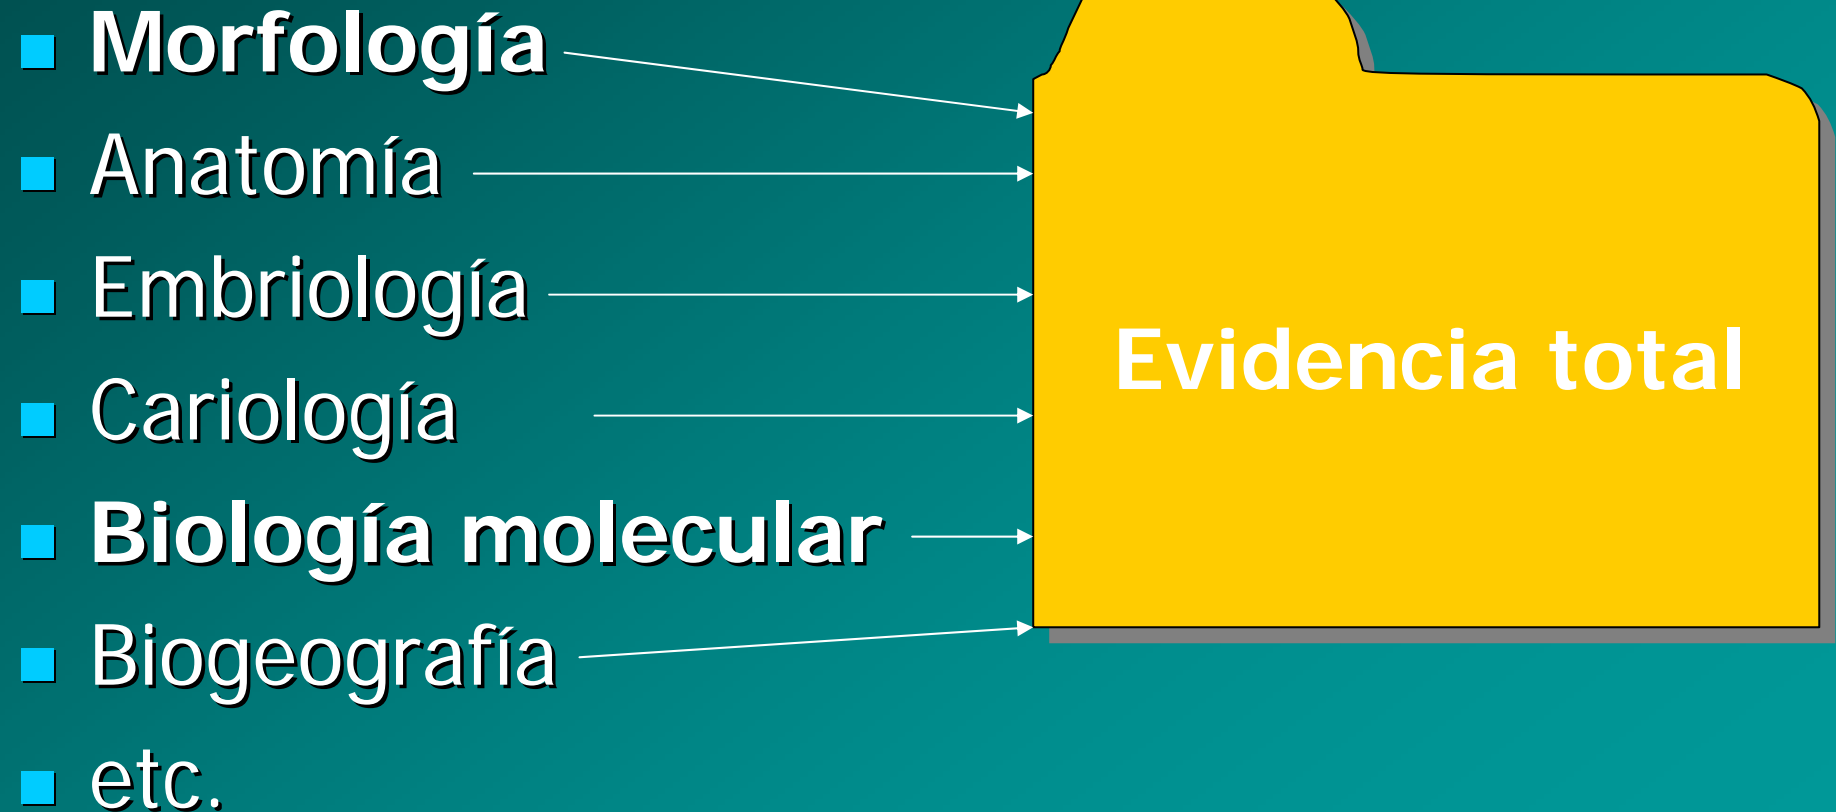 Morfología
Anatomía
Embriología
Cariología
Biología molecular
Biogeografía
etc.
Evidencia total